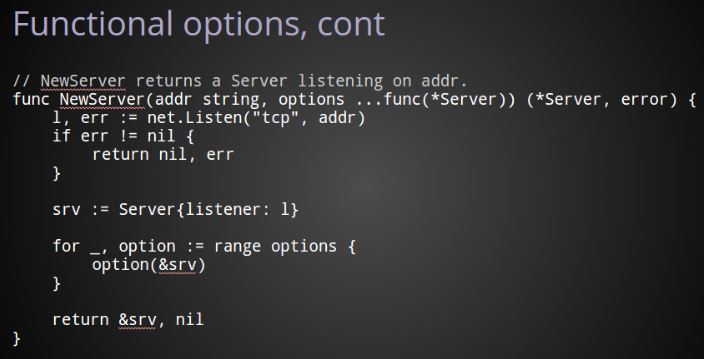 Functional options, cont
// NewServer returns a Server listening on addr.
func NewServer(addr string, options ...func(*Server)) (*Server, error) {
    l, err := net.Listen("tcp", addr)
    if err != nil {
        return nil, err
    }
    srv := Server{listener: l}
    for _, option := range options {
        option(&srv)
    }
    return &srv, nil
}